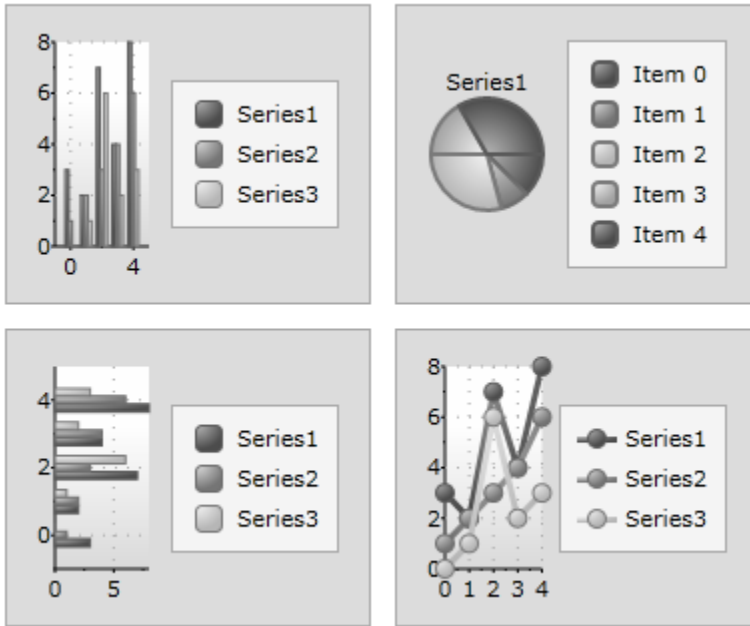 8
6
4
2
0
0 4
Series1
Series2
Series3
Series1
Item 0
Item 1
Item 2
Item 3
Item 4
4
2
0
0 5
Series1
Series2
Series3
8
6
4
2
0
0 1 2 3 4
Series1
Series2
Series3